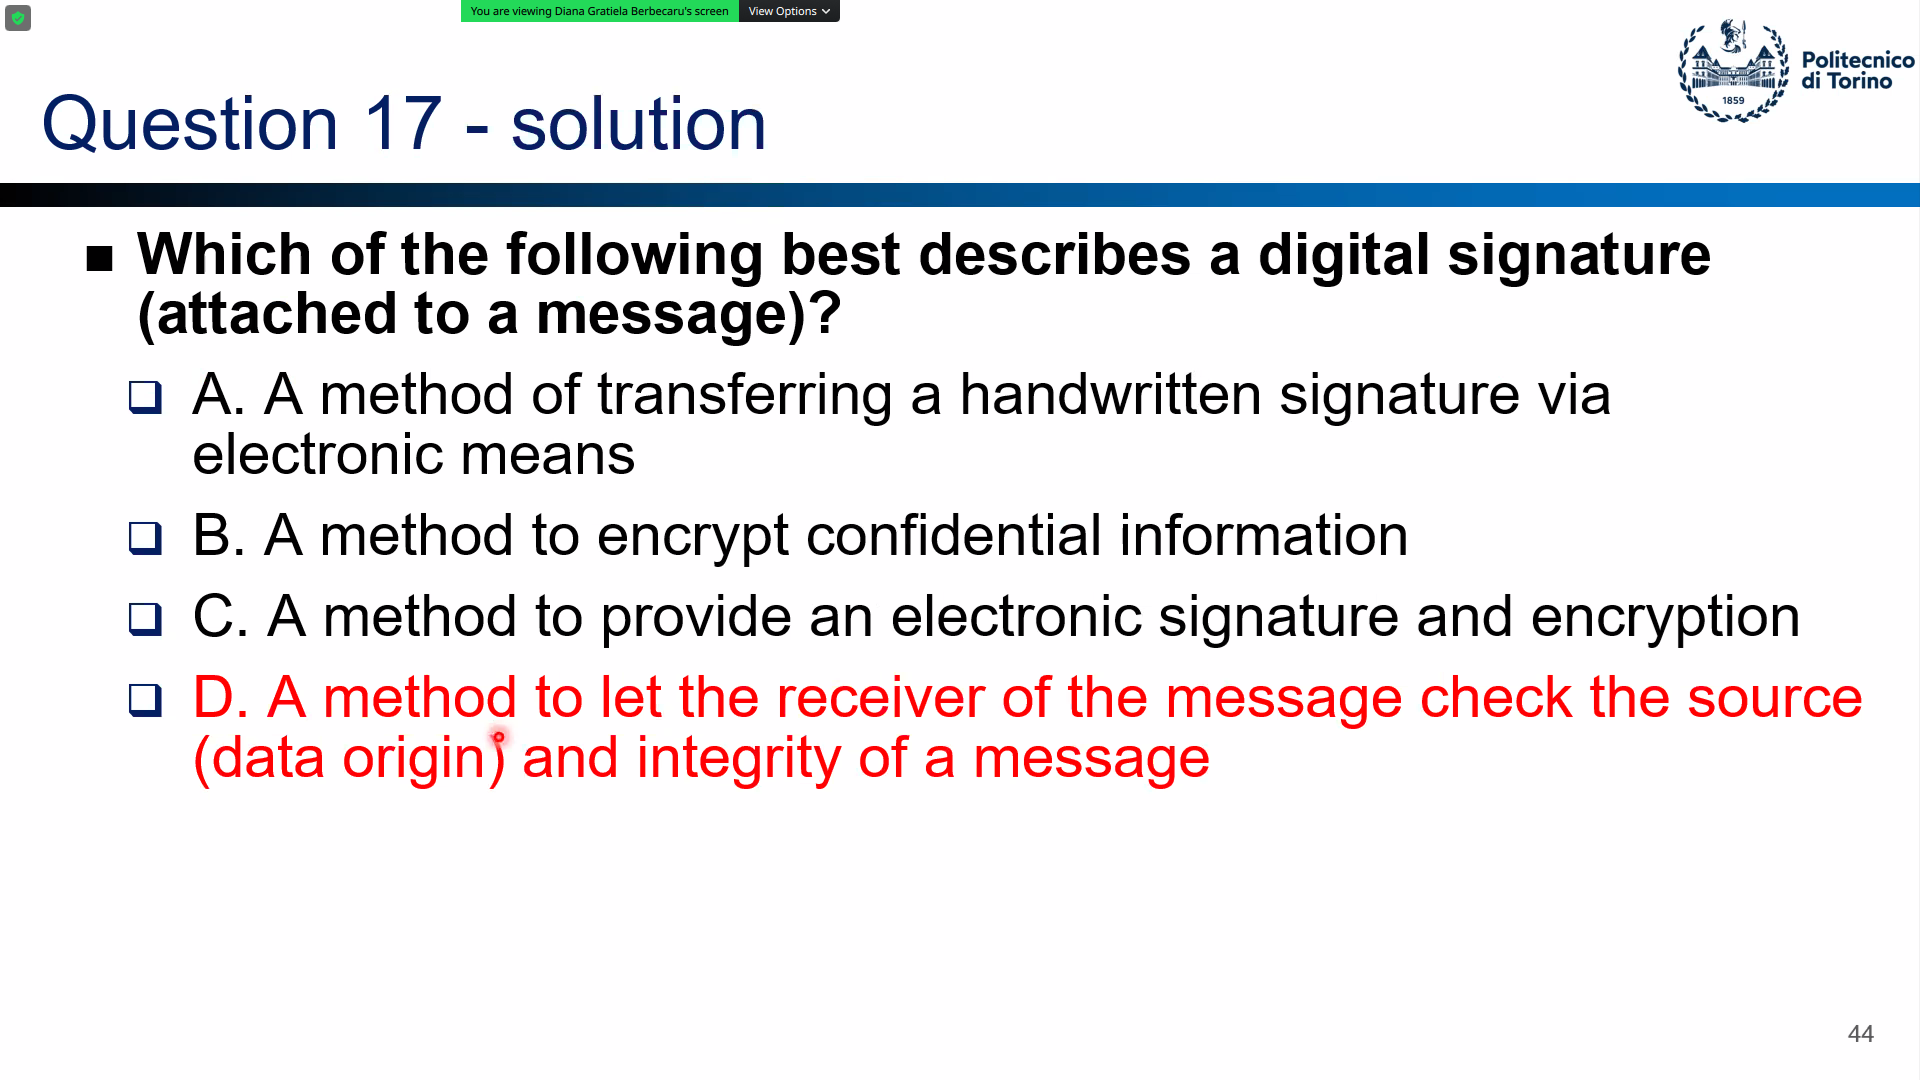 You are viewing Diana Gratiela Berbecaru's screen
View Options
Politecnico
di Torino
1859
Question 17 - solution
Which of the following best describes a digital signature
(attached to a message)?
A. A method of transferring a handwritten signature via
electronic means
B. A method to encrypt confidential information
C. A method to provide an electronic signature and encryption
D. A method to let the receiver of the message check the source
(data origin) and integrity of a message
44